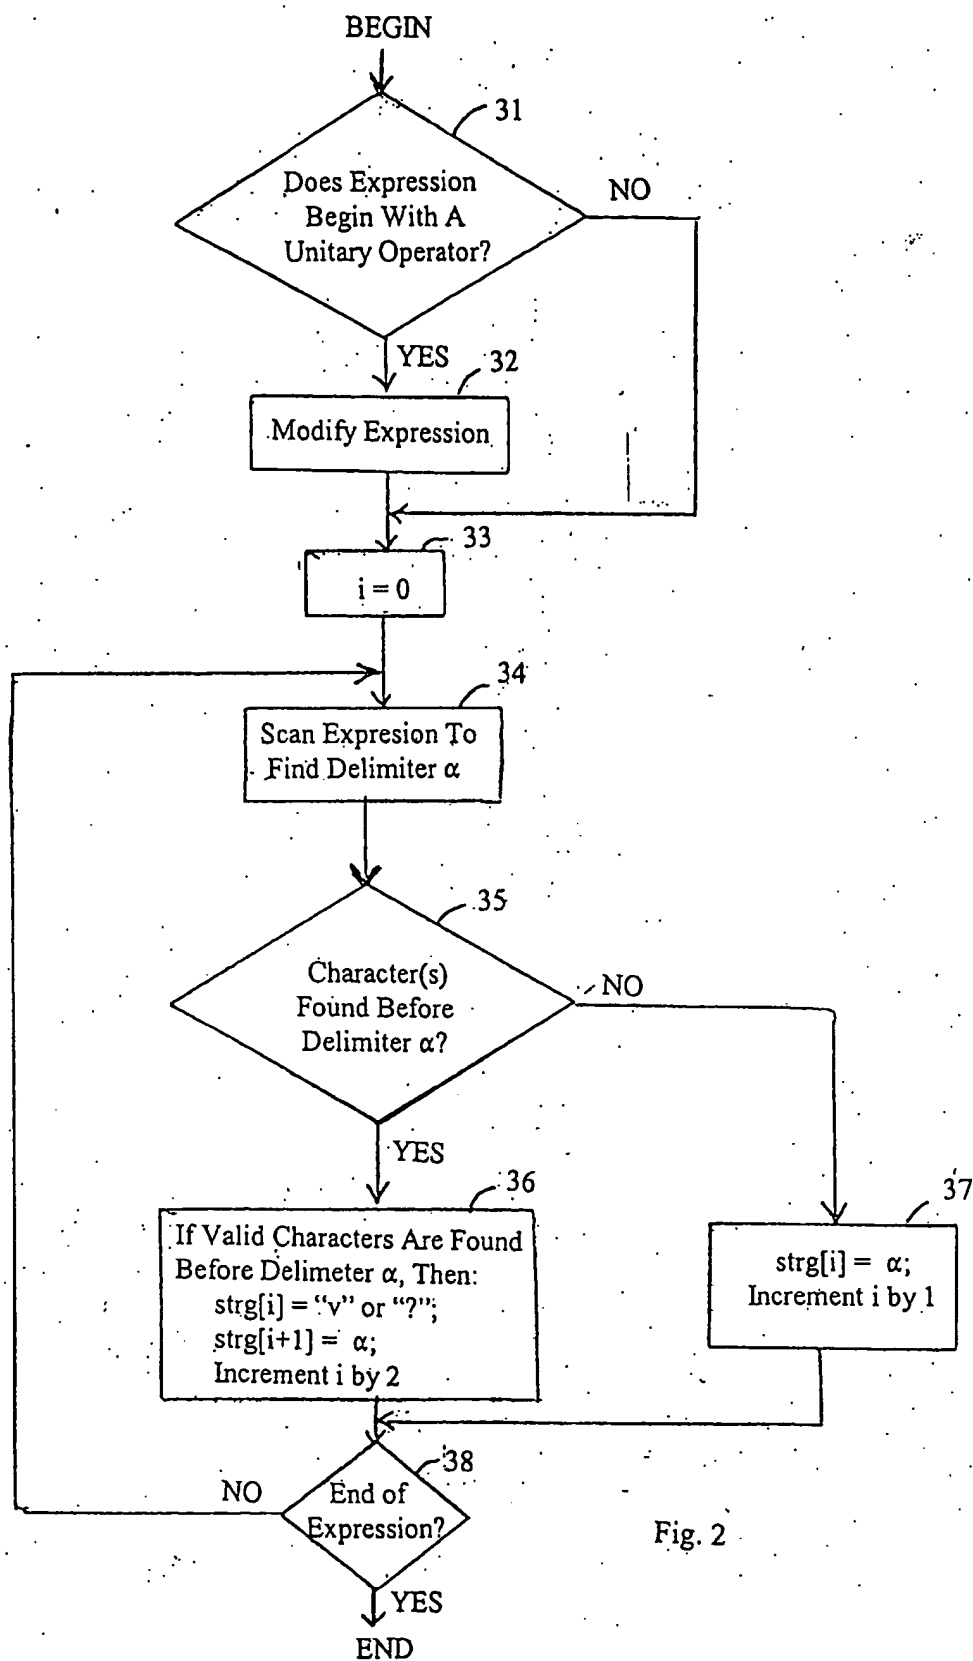 BEGIN
31
Does Expression
Begin With A
Unitary Operator?
NO
YES
32
Modify Expression
33
i = 0
34
Scan Expresion To
Find Delimiter α
35
Character(s)
Found Before
Delimiter α?
NO
YES
36
If Valid Characters Are Found
Before Delimeter α, Then:
strg[i] = “v” or “?”;
strg[i+1] = α;
Increment i by 2
37
strg[i] = α;
Increment i by 1
38
End of
Expression?
NO
YES
END
Fig. 2